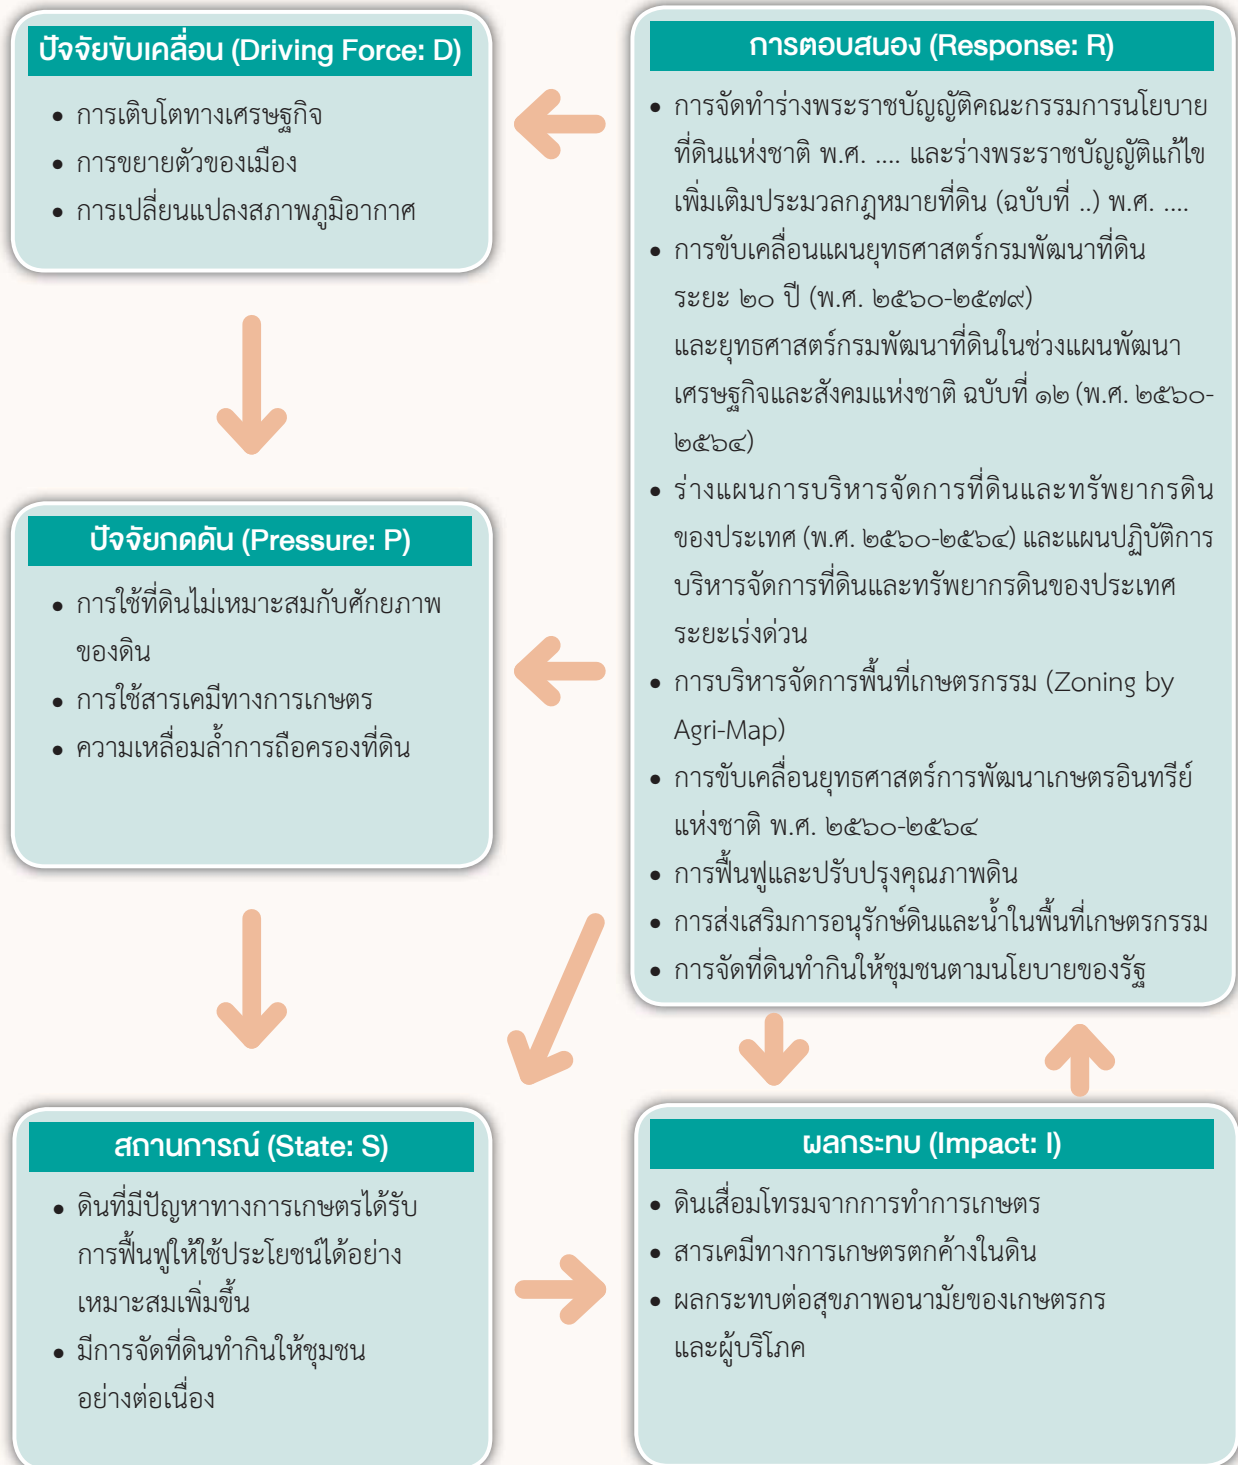 ปัจจัยขับเคลื่อน (Driving Force: D)
• การเติบโตทางเศรษฐกิจ
• การขยายตัวของเมือง
• การเปลี่ยนแปลงสภาพภูมิอากาศ
ปัจจัยกดดัน (Pressure: P)
• การใช้ที่ดินไม่เหมาะสมกับศักยภาพ
ของดิน
• การใช้สารเคมีทางการเกษตร
• ความเหลื่อมล้ำการถือครองที่ดิน
สถานการณ์ (State: S)
• ดินที่มีปัญหาทางการเกษตรได้รับ
การฟื้นฟูให้ใช้ประโยชน์ได้อย่าง
เหมาะสมเพิ่มขึ้น
• มีการจัดที่ดินทำกินให้ชุมชน
อย่างต่อเนื่อง
การตอบสนอง (Response: R)
• การจัดทำร่างพระราชบัญญัติคณะกรรมการนโยบาย
ที่ดินแห่งชาติ พ.ศ. .... และร่างพระราชบัญญัติแก้ไข
เพิ่มเติมประมวลกฎหมายที่ดิน (ฉบับที่ ..) พ.ศ. ....
• การขับเคลื่อนแผนยุทธศาสตร์กรมพัฒนาที่ดิน
ระยะ ๒๐ ปี (พ.ศ. ๒๕๖๐-๒๕๗๙)
และยุทธศาสตร์กรมพัฒนาที่ดินในช่วงแผนพัฒนา
เศรษฐกิจและสังคมแห่งชาติ ฉบับที่ ๑๒ (พ.ศ. ๒๕๖๐-
๒๕๖๔)
• ร่างแผนการบริหารจัดการที่ดินและทรัพยากรดิน
ของประเทศ (พ.ศ. ๒๕๖๐-๒๕๖๔) และแผนปฏิบัติการ
บริหารจัดการที่ดินและทรัพยากรดินของประเทศ
ระยะเร่งด่วน
• การบริหารจัดการพื้นที่เกษตรกรรม (Zoning by
Agri-Map)
• การขับเคลื่อนยุทธศาสตร์การพัฒนาเกษตรอินทรีย์
แห่งชาติ พ.ศ. ๒๕๖๐-๒๕๖๔
• การฟื้นฟูและปรับปรุงคุณภาพดิน
• การส่งเสริมการอนุรักษ์ดินและน้ำในพื้นที่เกษตรกรรม
• การจัดที่ดินทำกินให้ชุมชนตามนโยบายของรัฐ
ผลกระทบ (Impact: I)
• ดินเสื่อมโทรมจากการทำการเกษตร
• สารเคมีทางการเกษตรตกค้างในดิน
• ผลกระทบต่อสุขภาพอนามัยของเกษตรกร
และผู้บริโภค